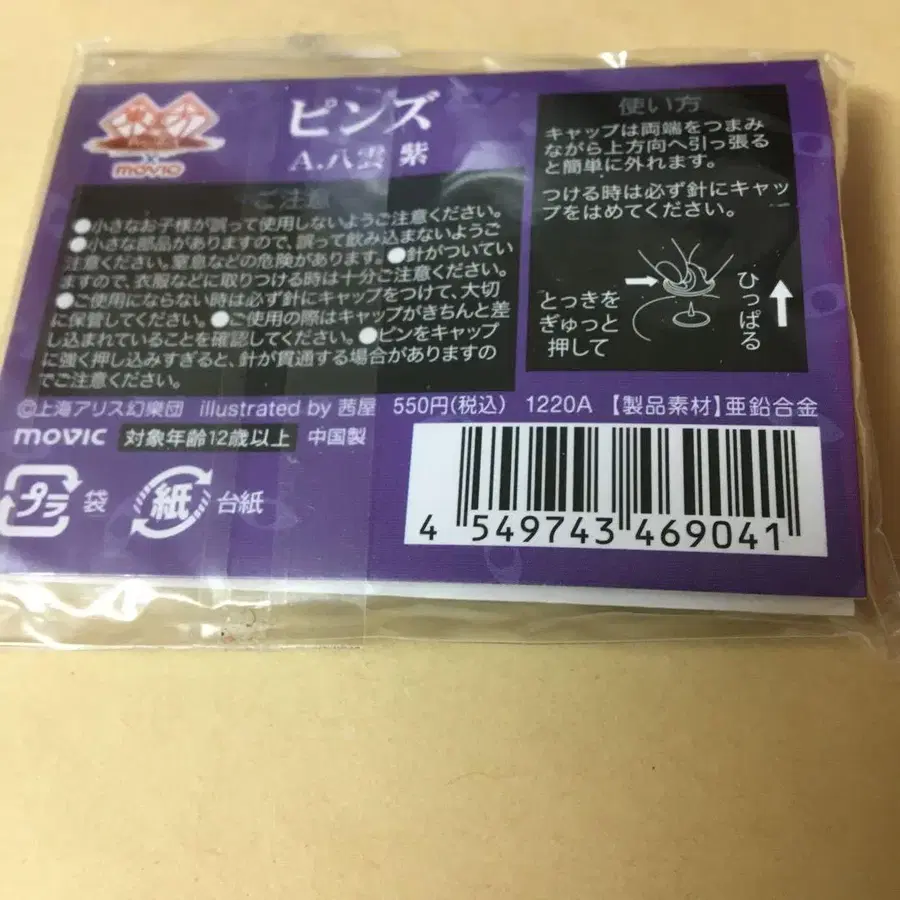 movic
ピンズ
A.八雲 紫
ご注意
●小さなお子様が誤って使用しないようご注意ください。
●小さな部品がありますので、誤って飲み込まないようご
注意ください。窒息などの危険があります。●針がついてい
ますので、衣服などに取りつける時は十分ご注意ください。
●ご使用にならない時は必ず針にキャップをつけて、大切
に保管してください。●ご使用の際はキャップがきちんと差
し込まれていることを確認してください。●ピンをキャップ
に強く押し込みすぎると、針が貫通する場合がありますの
でご注意ください。
使い方
キャップは両端をつまみ
ながら上方向へ引っ張る
と簡単に外れます。
つける時は必ず針にキャッ
プをはめてください。
とっきを
ぎゅっと
押して
ひっぱる
©上海アリス幻樂団 illustrated by 茜屋 550円(税込) 1220A 【製品素材】亜鉛合金
movic 対象年齢12歳以上 中国製
プラ 袋 紙 台紙
4 549743 469041